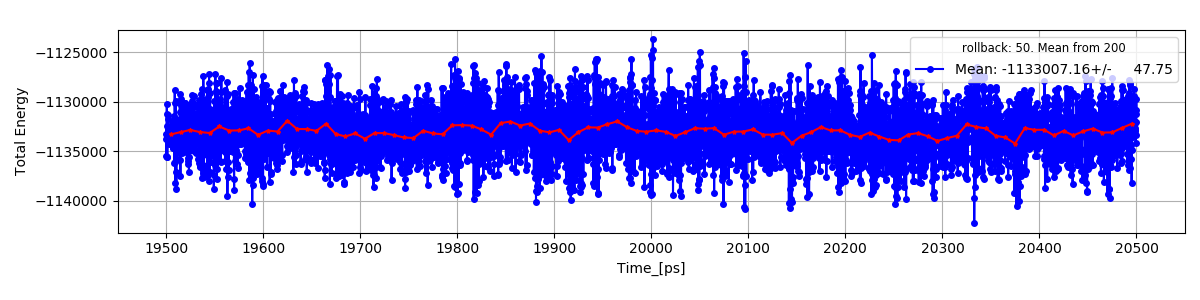 Total Energy
−1125000
−1130000
−1135000
−1140000
rollback: 50. Mean from 200
Mean: -1133007.16+/-     47.75
19500 19600 19700 19800 19900 20000 20100 20200 20300 20400 20500
Time_[ps]